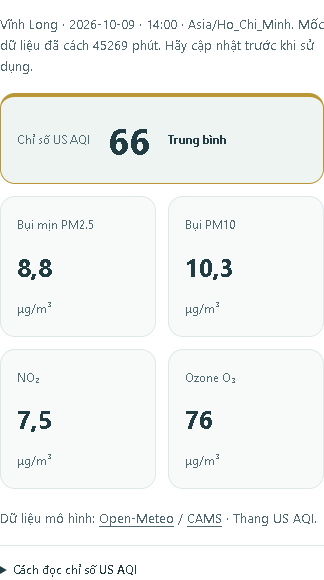 Vĩnh Long · 2026-10-09 · 14:00 · Asia/Ho_Chi_Minh. Mốc
dữ liệu đã cách 45269 phút. Hãy cập nhật trước khi sử
dụng.
Chỉ số US AQI 66 Trung bình
Bụi mịn PM2.5
8,8
µg/m³
Bụi PM10
10,3
µg/m³
NO₂
7,5
µg/m³
Ozone O₃
76
µg/m³
Dữ liệu mô hình: Open-Meteo / CAMS · Thang US AQI.
▶ Cách đọc chỉ số US AQI